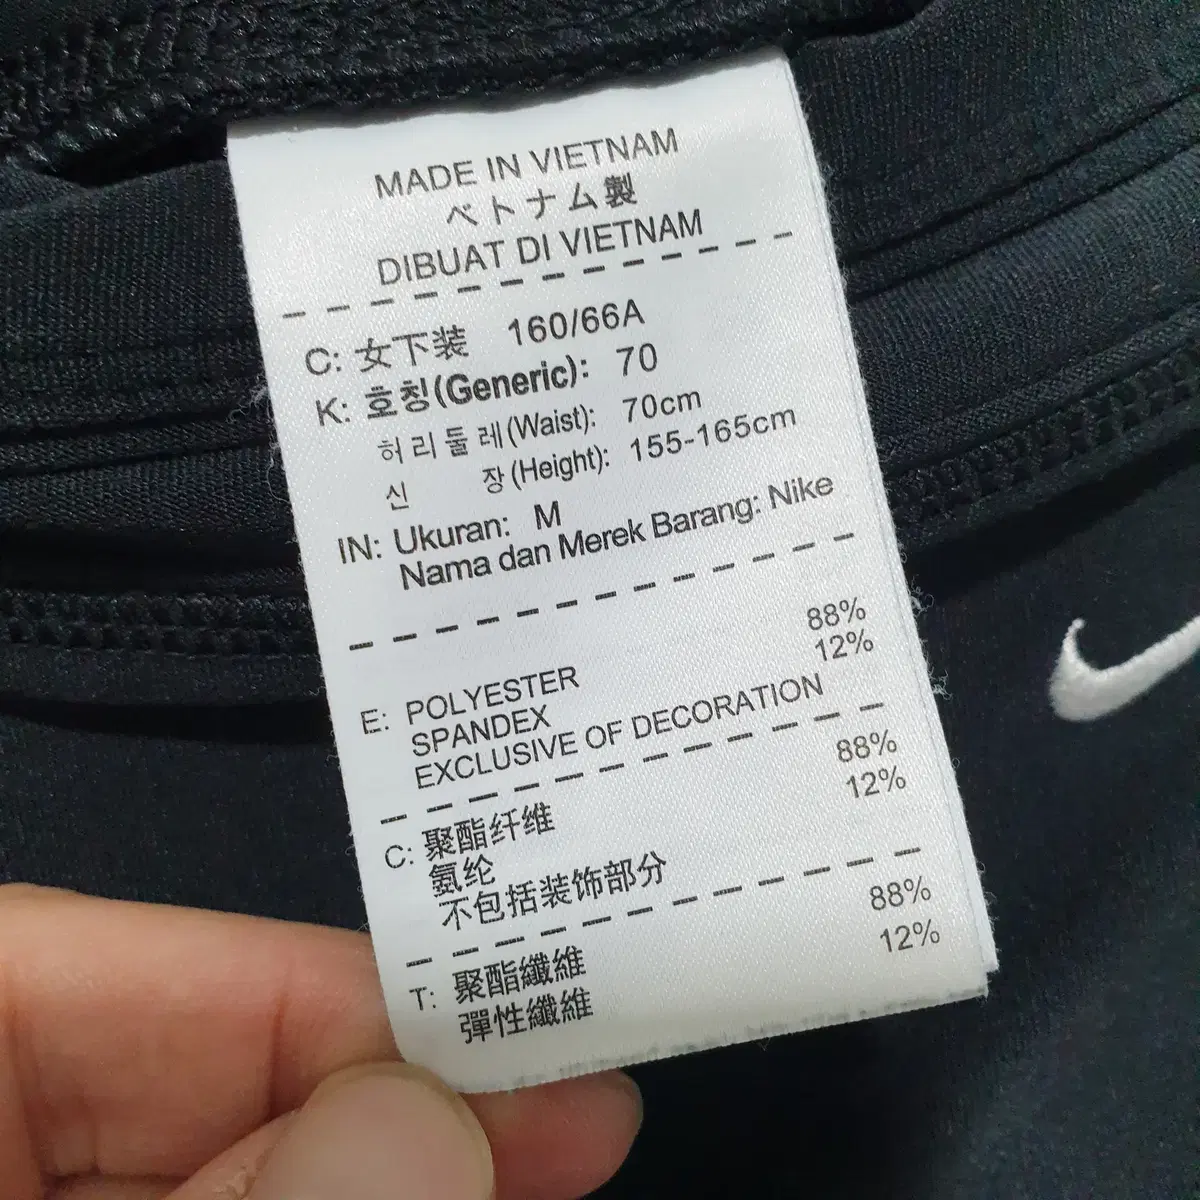 MADE IN VIETNAM
ベトナム製
DIBUAT DI VIETNAM
C: 女下装 160/66A
K: 호칭(Generic): 70
허리둘레(Waist): 70cm
신 장(Height): 155-165cm
IN: Ukuran: M
Nama dan Merek Barang: Nike
E: POLYESTER 88%
SPANDEX 12%
EXCLUSIVE OF DECORATION
C: 聚酯纤维 88%
氨纶 12%
不包括装饰部分
T: 聚酯纖維 88%
彈性纖維 12%